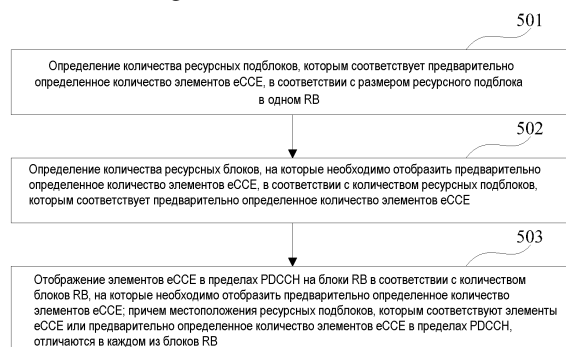 501
Определение количества ресурсных подблоков, которым соответствует предварительно
определенное количество элементов eCCE, в соответствии с размером ресурсного подблока
в одном RB
502
Определение количества ресурсных блоков, на которые необходимо отобразить предварительно
определенное количество элементов eCCE, в соответствии с количеством ресурсных подблоков,
которым соответствует предварительно определенное количество элементов eCCE
503
Отображение элементов eCCE в пределах PDCCH на блоки RB в соответствии с количеством
блоков RB, на которые необходимо отобразить предварительно определенное количество
элементов eCCE; причем местоположения ресурсных подблоков, которым соответствуют элементы
eCCE или предварительно определенное количество элементов eCCE в пределах PDCCH,
отличаются в каждом из блоков RB